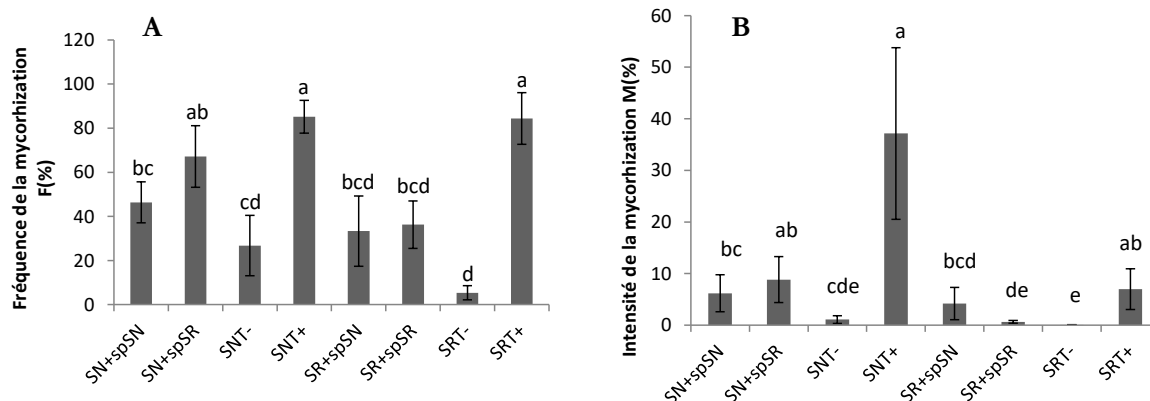 A
Fréquence de la mycorhization
F(%)
120
100
80
60
40
20
0
bc
ab
cd
a
bcd
bcd
d
a
SN+spSN
SN+spSR
SNT-
SNT+
SR+spSN
SR+spSR
SRT-
SRT+
B
Intensité de la mycorhization M(%)
60
50
40
30
20
10
0
bc
ab
cde
a
bcd
de
e
ab
SN+spSN
SN+spSR
SNT-
SNT+
SR+spSN
SR+spSR
SRT-
SRT+